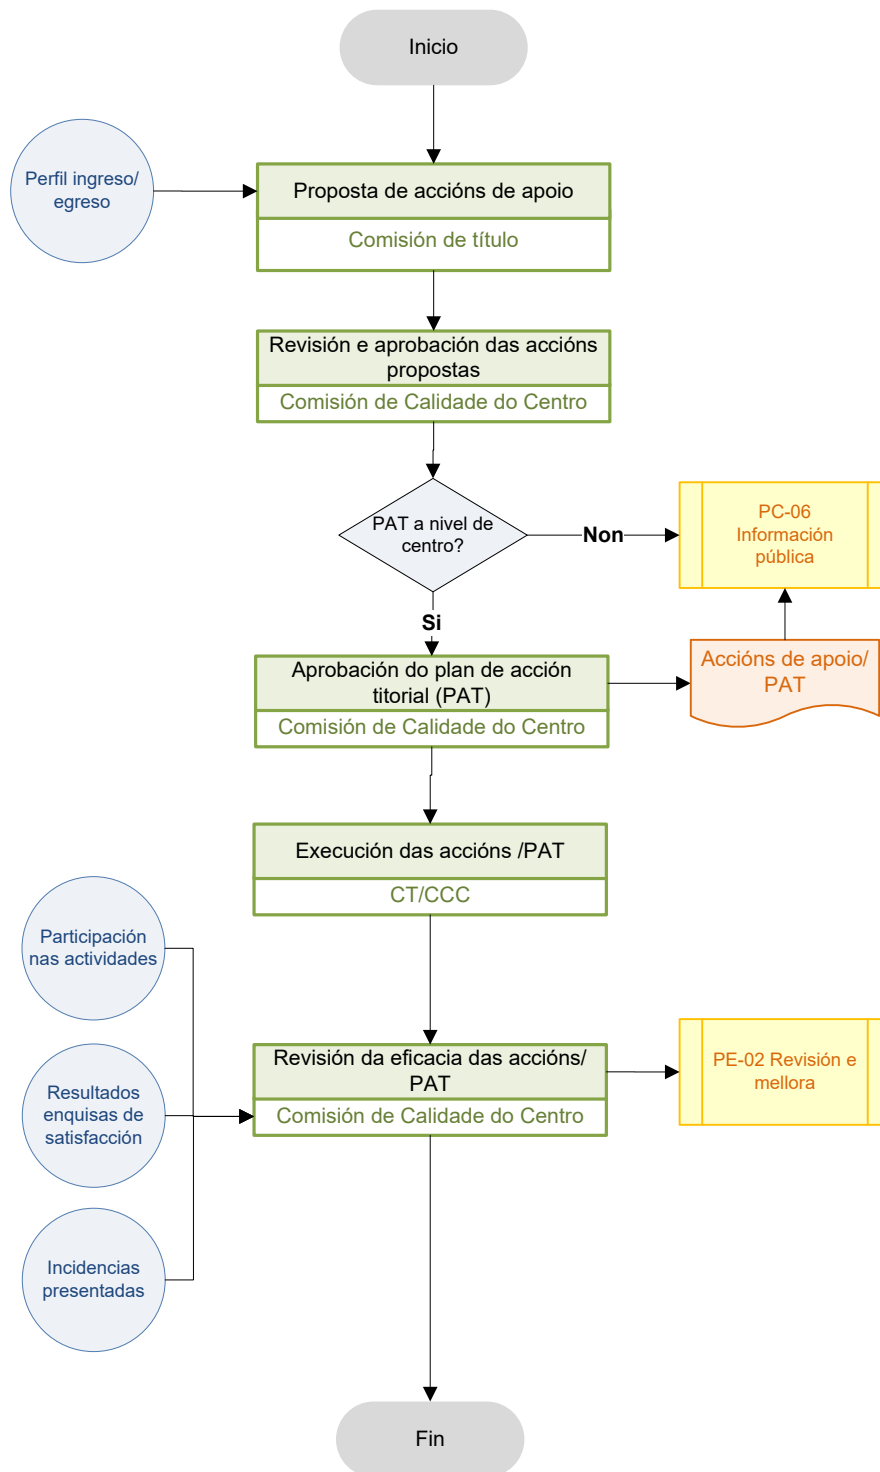 Inicio
Perfil ingreso/
egreso
Proposta de accións de apoio
Comisión de título
Revisión e aprobación das accións
propostas
Comisión de Calidade do Centro
PAT a nivel de
centro?
Non
PC-06
Información
pública
Si
Aprobación do plan de acción
titorial (PAT)
Comisión de Calidade do Centro
Accións de apoio/
PAT
Execución das accións /PAT
CT/CCC
Participación
nas actividades
Resultados
enquisas de
satisfacción
Incidencias
presentadas
Revisión da eficacia das accións/
PAT
Comisión de Calidade do Centro
PE-02 Revisión e
mellora
Fin